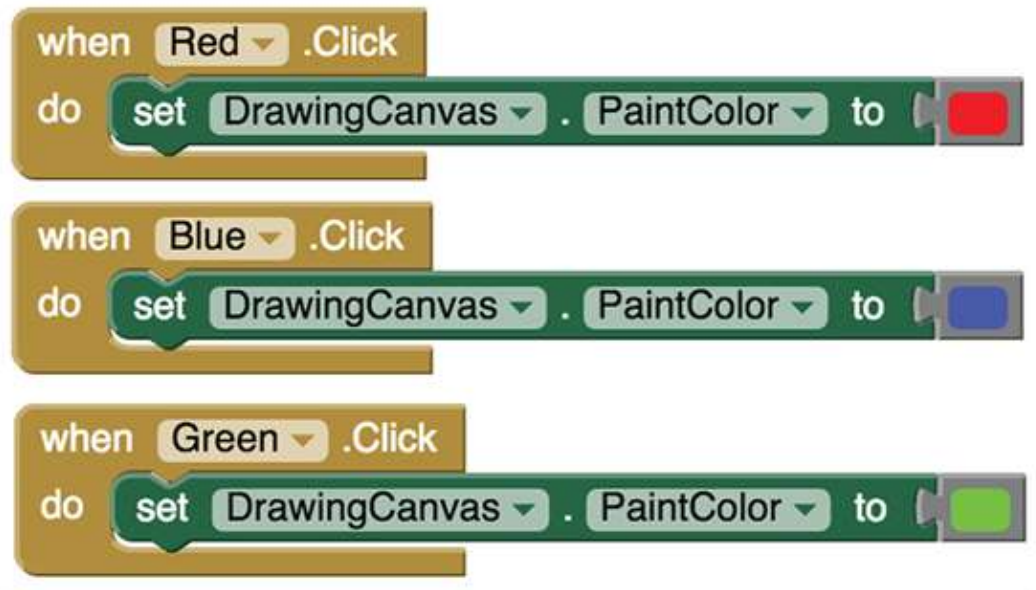 when Red .Click
do set DrawingCanvas . PaintColor to
when Blue .Click
do set DrawingCanvas . PaintColor to
when Green .Click
do set DrawingCanvas . PaintColor to